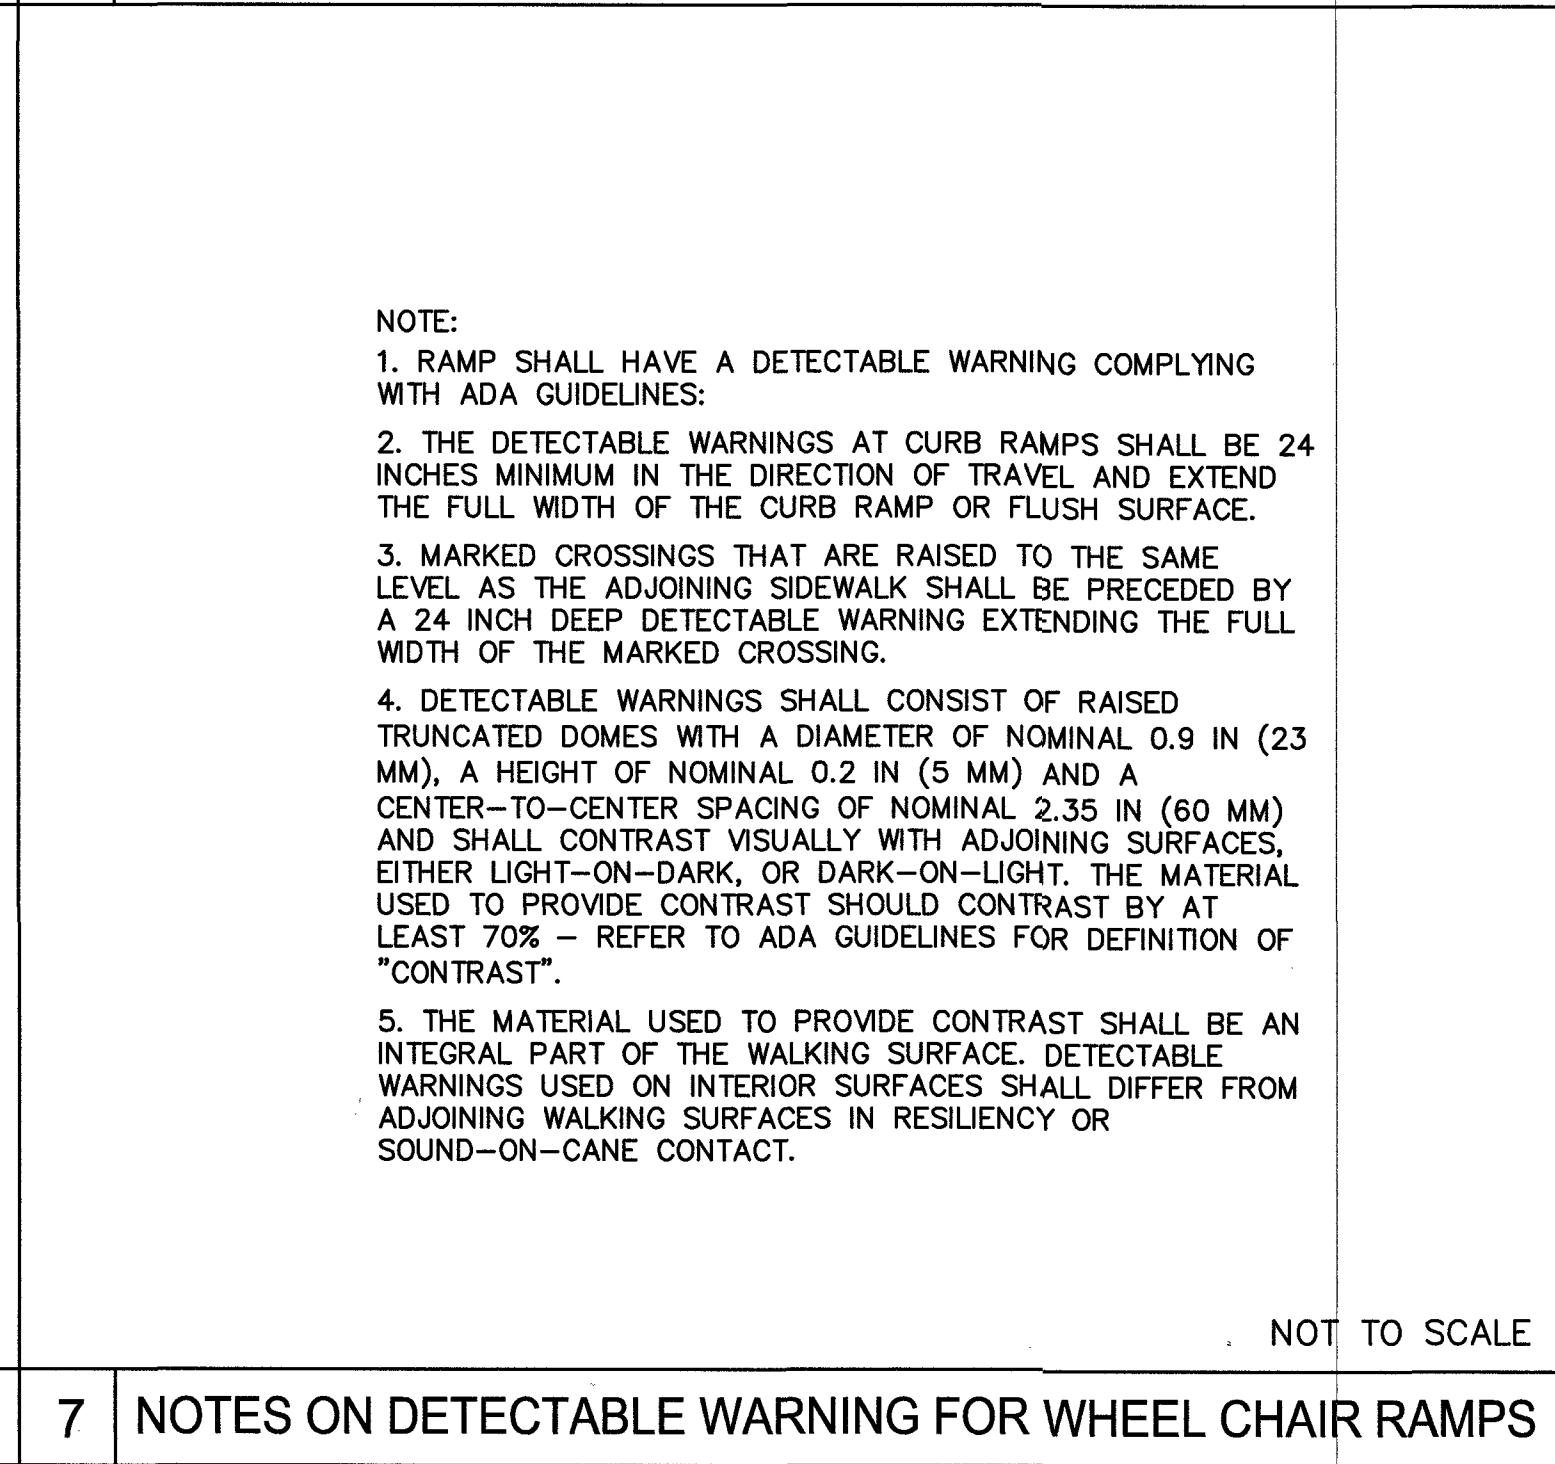 NOTE:
1. RAMP SHALL HAVE A DETECTABLE WARNING COMPLYING
WITH ADA GUIDELINES:
2. THE DETECTABLE WARNINGS AT CURB RAMPS SHALL BE 24
INCHES MINIMUM IN THE DIRECTION OF TRAVEL AND EXTEND
THE FULL WIDTH OF THE CURB RAMP OR FLUSH SURFACE.
3. MARKED CROSSINGS THAT ARE RAISED TO THE SAME
LEVEL AS THE ADJOINING SIDEWALK SHALL BE PRECEDED BY
A 24 INCH DEEP DETECTABLE WARNING EXTENDING THE FULL
WIDTH OF THE MARKED CROSSING.
4. DETECTABLE WARNINGS SHALL CONSIST OF RAISED
TRUNCATED DOMES WITH A DIAMETER OF NOMINAL 0.9 IN (23
MM), A HEIGHT OF NOMINAL 0.2 IN (5 MM) AND A
CENTER-TO-CENTER SPACING OF NOMINAL 2.35 IN (60 MM)
AND SHALL CONTRAST VISUALLY WITH ADJOINING SURFACES,
EITHER LIGHT-ON-DARK, OR DARK-ON-LIGHT. THE MATERIAL
USED TO PROVIDE CONTRAST SHOULD CONTRAST BY AT
LEAST 70% - REFER TO ADA GUIDELINES FOR DEFINITION OF
"CONTRAST".
5. THE MATERIAL USED TO PROVIDE CONTRAST SHALL BE AN
INTEGRAL PART OF THE WALKING SURFACE. DETECTABLE
WARNINGS USED ON INTERIOR SURFACES SHALL DIFFER FROM
ADJOINING WALKING SURFACES IN RESILIENCY OR
SOUND-ON-CANE CONTACT.
NOT TO SCALE
7 NOTES ON DETECTABLE WARNING FOR WHEEL CHAIR RAMPS